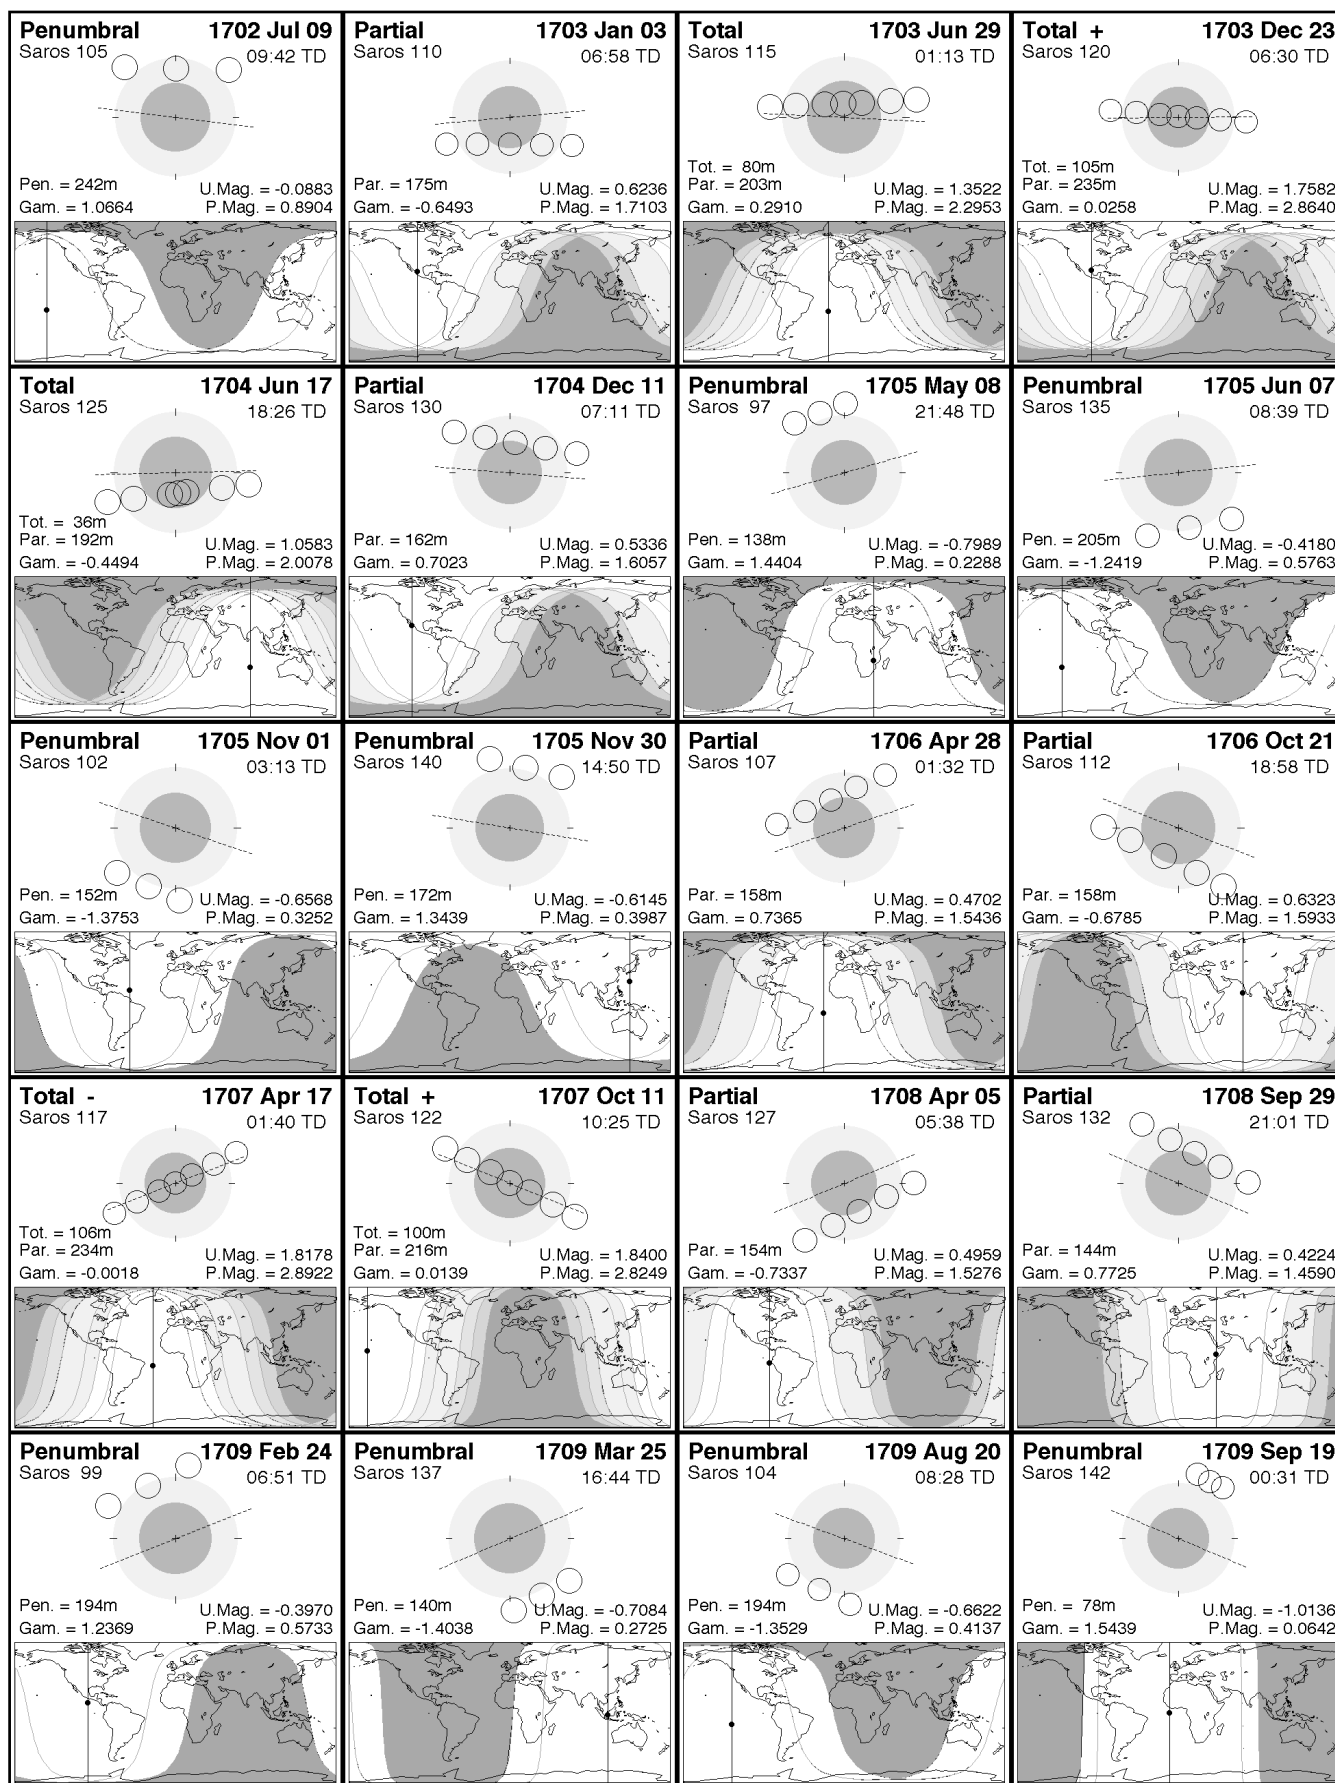 Penumbral 1702 Jul 09
Saros 105 09:42 TD
Pen. = 242m U.Mag. = -0.0883
Gam. = 1.0664 P.Mag. = 0.8904
Partial 1703 Jan 03
Saros 110 06:58 TD
Par. = 175m U.Mag. = 0.6236
Gam. = -0.6493 P.Mag. = 1.7103
Total 1703 Jun 29
Saros 115 01:13 TD
Tot. = 80m
Par. = 203m U.Mag. = 1.3522
Gam. = 0.2910 P.Mag. = 2.2953
Total + 1703 Dec 23
Saros 120 06:30 TD
Tot. = 105m
Par. = 235m U.Mag. = 1.7582
Gam. = 0.0258 P.Mag. = 2.8640
Total 1704 Jun 17
Saros 125 18:26 TD
Tot. = 36m
Par. = 192m U.Mag. = 1.0583
Gam. = -0.4494 P.Mag. = 2.0078
Partial 1704 Dec 11
Saros 130 07:11 TD
Par. = 162m U.Mag. = 0.5336
Gam. = 0.7023 P.Mag. = 1.6057
Penumbral 1705 May 08
Saros 97 21:48 TD
Pen. = 138m U.Mag. = -0.7989
Gam. = 1.4404 P.Mag. = 0.2288
Penumbral 1705 Jun 07
Saros 135 08:39 TD
Pen. = 205m U.Mag. = -0.4180
Gam. = -1.2419 P.Mag. = 0.5763
Penumbral 1705 Nov 01
Saros 102 03:13 TD
Pen. = 152m U.Mag. = -0.6568
Gam. = -1.3753 P.Mag. = 0.3252
Penumbral 1705 Nov 30
Saros 140 14:50 TD
Pen. = 172m U.Mag. = -0.6145
Gam. = 1.3439 P.Mag. = 0.3987
Partial 1706 Apr 28
Saros 107 01:32 TD
Par. = 158m U.Mag. = 0.4702
Gam. = 0.7365 P.Mag. = 1.5436
Partial 1706 Oct 21
Saros 112 18:58 TD
Par. = 158m U.Mag. = 0.6323
Gam. = -0.6785 P.Mag. = 1.5933
Total - 1707 Apr 17
Saros 117 01:40 TD
Tot. = 106m
Par. = 234m U.Mag. = 1.8178
Gam. = -0.0018 P.Mag. = 2.8922
Total + 1707 Oct 11
Saros 122 10:25 TD
Tot. = 100m
Par. = 216m U.Mag. = 1.8400
Gam. = 0.0139 P.Mag. = 2.8249
Partial 1708 Apr 05
Saros 127 05:38 TD
Par. = 154m U.Mag. = 0.4959
Gam. = -0.7337 P.Mag. = 1.5276
Partial 1708 Sep 29
Saros 132 21:01 TD
Par. = 144m U.Mag. = 0.4224
Gam. = 0.7725 P.Mag. = 1.4590
Penumbral 1709 Feb 24
Saros 99 06:51 TD
Pen. = 194m U.Mag. = -0.3970
Gam. = 1.2369 P.Mag. = 0.5733
Penumbral 1709 Mar 25
Saros 137 16:44 TD
Pen. = 140m U.Mag. = -0.7084
Gam. = -1.4038 P.Mag. = 0.2725
Penumbral 1709 Aug 20
Saros 104 08:28 TD
Pen. = 194m U.Mag. = -0.6622
Gam. = -1.3529 P.Mag. = 0.4137
Penumbral 1709 Sep 19
Saros 142 00:31 TD
Pen. = 78m U.Mag. = -1.0136
Gam. = 1.5439 P.Mag. = 0.0642